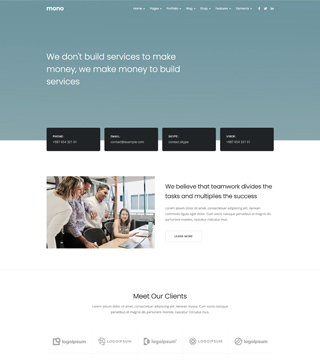 mono
Home Pages Portfolio Blog Shop Features Elements
We don't build services to make
money, we make money to build
services
PHONE:
+987 654 321 01
EMAIL:
contact@example.com
SKYPE:
contact.skype
VIBER:
+987 654 321 01
We believe that teamwork divides the
tasks and multiplies the success
LEARN MORE
Meet Our Clients
logoipsum
LOGOIPSUM
logoipsum
LOGOIPSUM
logoipsum